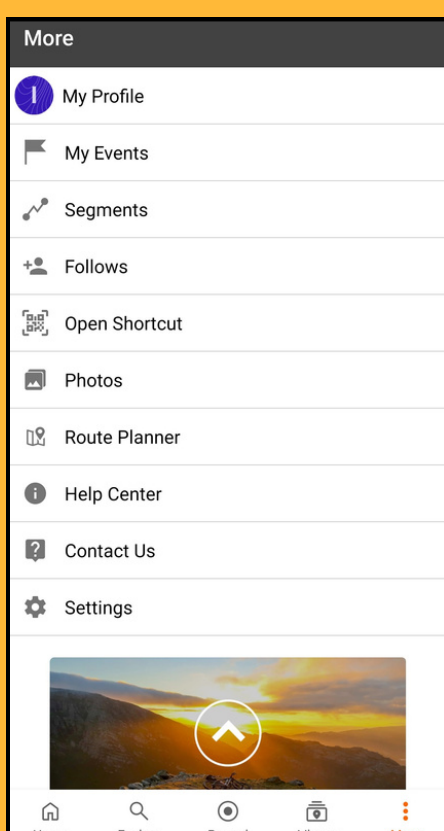 More
My Profile
My Events
Segments
Follows
Open Shortcut
Photos
Route Planner
Help Center
Contact Us
Settings